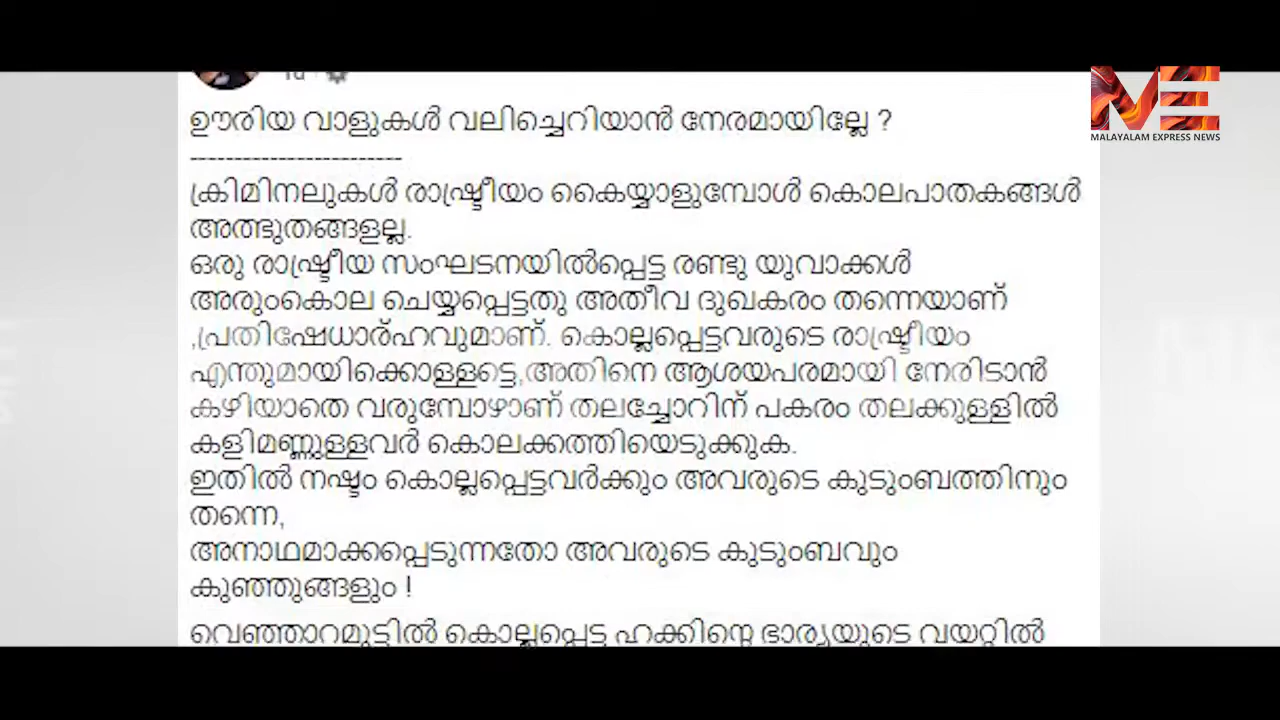 ME
MALAYALAM EXPRESS NEWS
ഊരിയ വാളുകൾ വലിച്ചെറിയാൻ നേരമായില്ലേ ?
------------------------
ക്രിമിനലുകൾ രാഷ്ട്രീയം കൈയ്യാളുമ്പോൾ കൊലപാതകങ്ങൾ
അത്ഭുതങ്ങളല്ല.
ഒരു രാഷ്ട്രീയ സംഘടനയിൽപ്പെട്ട രണ്ടു യുവാക്കൾ
അരുംകൊല ചെയ്യപ്പെട്ടതു അതീവ ദുഖകരം തന്നെയാണ്
,പ്രതിഷേധാര്ഹവുമാണ്. കൊല്ലപ്പെട്ടവരുടെ രാഷ്ട്രീയം
എന്തുമായിക്കൊള്ളട്ടെ,അതിനെ ആശയപരമായി നേരിടാൻ
കഴിയാതെ വരുമ്പോഴാണ് തലച്ചോറിന് പകരം തലക്കുള്ളിൽ
കളിമണ്ണുള്ളവർ കൊലക്കത്തിയെടുക്കുക.
ഇതിൽ നഷ്ടം കൊല്ലപ്പെട്ടവർക്കും അവരുടെ കുടുംബത്തിനും
തന്നെ,
അനാഥമാക്കപ്പെടുന്നതോ അവരുടെ കുടുംബവും
കുഞ്ഞുങ്ങളും !
വെഞ്ഞാറമൂട്ടിൽ കൊല്ലപ്പെട്ട ഹക്കിന്റെ ഭാര്യയുടെ വയറ്റിൽ